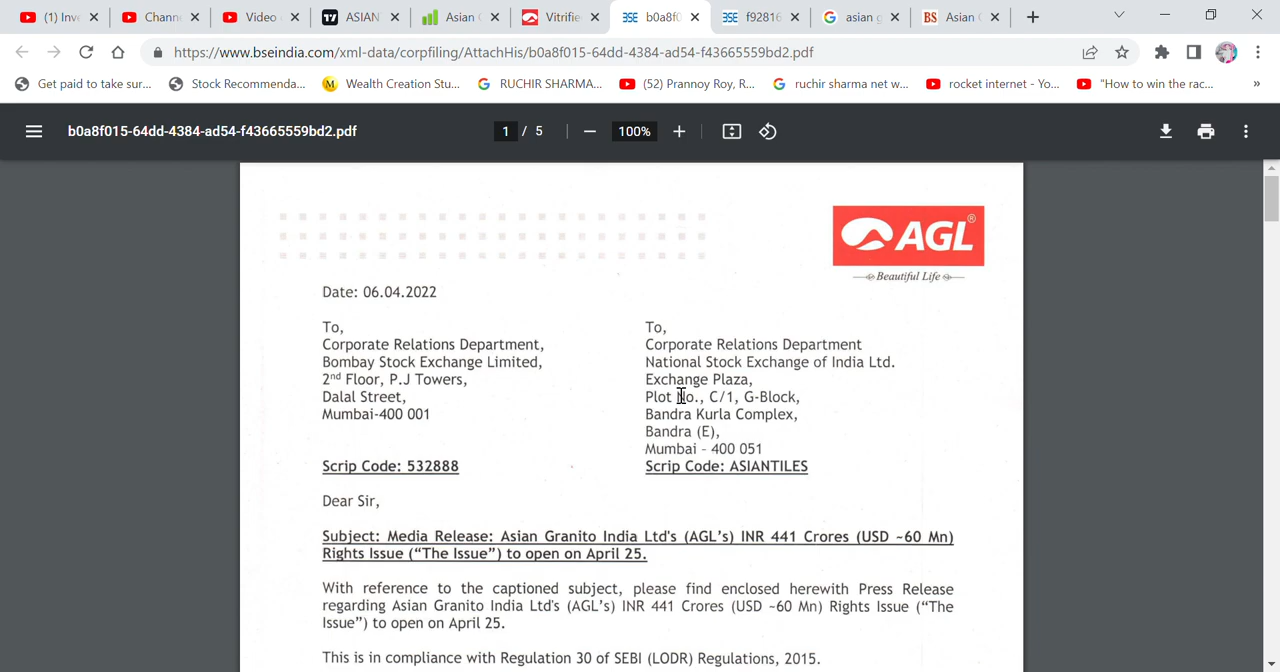 (1) Inve
Chann
Video -
ASIAN
Asian G
Vitrifie
b0a8f0
f92816
asian g
BS Asian G
https://www.bseindia.com/xml-data/corpfiling/AttachHis/b0a8f015-64dd-4384-ad54-f43665559bd2.pdf
Get paid to take sur...
Stock Recommenda...
Wealth Creation Stu...
RUCHIR SHARMA...
(52) Prannoy Roy, R...
ruchir sharma net w...
rocket internet - Yo...
"How to win the rac...
»
b0a8f015-64dd-4384-ad54-f43665559bd2.pdf
1 / 5
100%
AGL®
Beautiful Life
Date: 06.04.2022
To,
Corporate Relations Department,
Bombay Stock Exchange Limited,
2nd Floor, P.J Towers,
Dalal Street,
Mumbai-400 001
Scrip Code: 532888
To,
Corporate Relations Department
National Stock Exchange of India Ltd.
Exchange Plaza,
Plot No., C/1, G-Block,
Bandra Kurla Complex,
Bandra (E),
Mumbai - 400 051
Scrip Code: ASIANTILES
Dear Sir,
Subject: Media Release: Asian Granito India Ltd's (AGL's) INR 441 Crores (USD ~60 Mn)
Rights Issue ("The Issue") to open on April 25.
With reference to the captioned subject, please find enclosed herewith Press Release
regarding Asian Granito India Ltd's (AGL's) INR 441 Crores (USD ~60 Mn) Rights Issue ("The
Issue") to open on April 25.
This is in compliance with Regulation 30 of SEBI (LODR) Regulations, 2015.